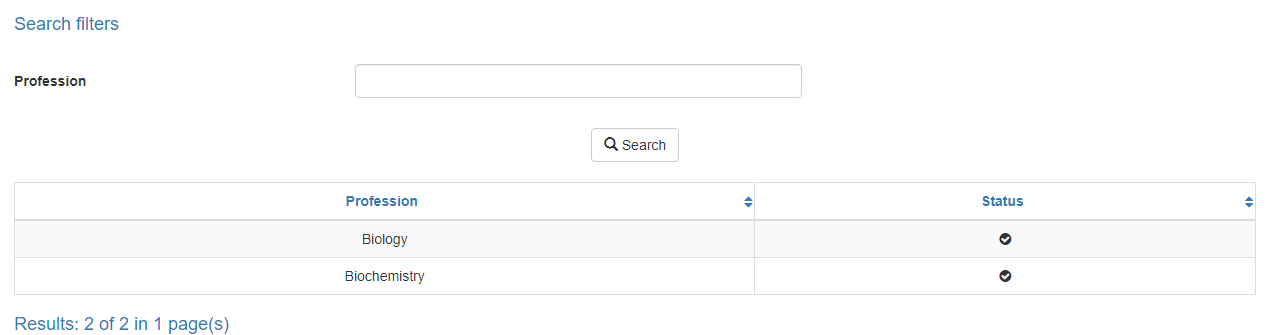 Search filters
Profession
Search
Profession Status
Biology
Biochemistry
Results: 2 of 2 in 1 page(s)